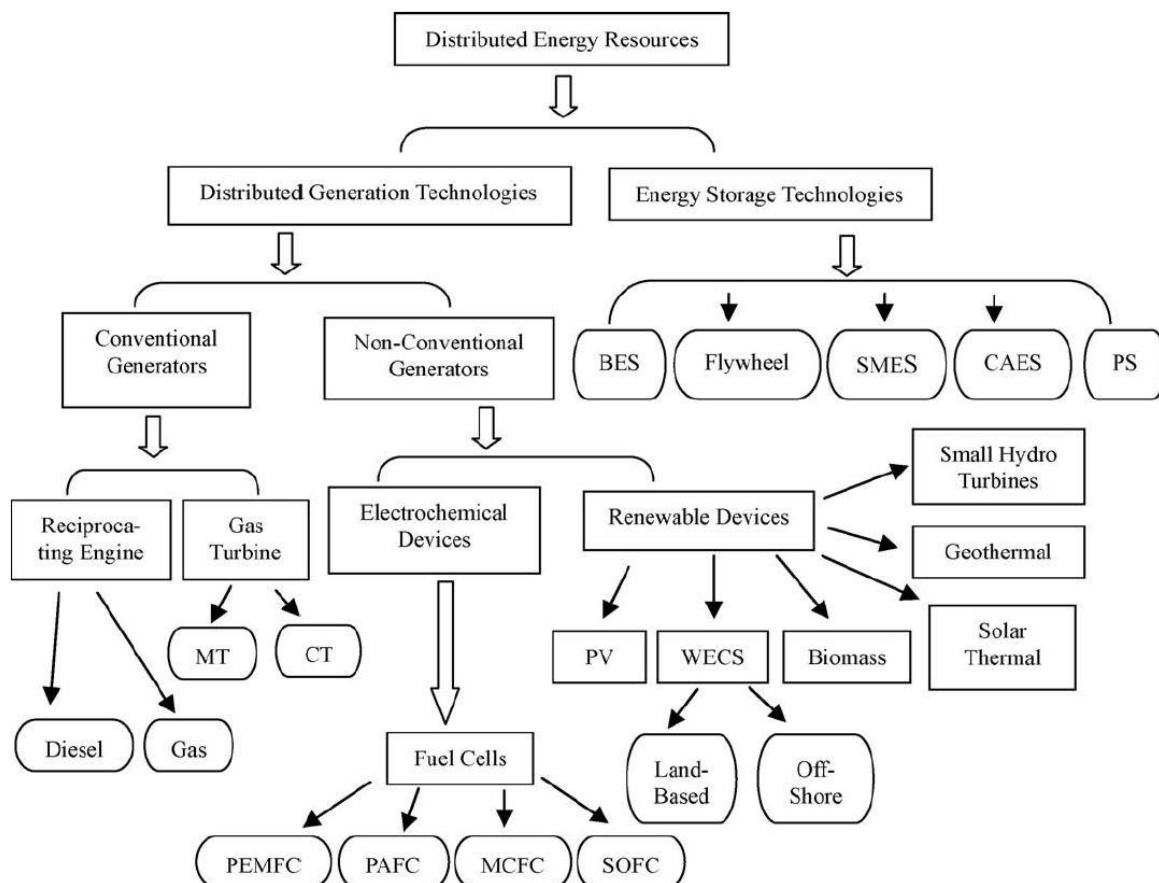 Distributed Energy Resources
Distributed Generation Technologies
Energy Storage Technologies
Conventional
Generators
Non-Conventional
Generators
BES
Flywheel
SMES
CAES
PS
Reciproca-
ting Engine
Gas
Turbine
Electrochemical
Devices
Renewable Devices
Small Hydro
Turbines
Geothermal
Solar
Thermal
MT
CT
PV
WECS
Biomass
Diesel
Gas
Fuel Cells
Land-
Based
Off-
Shore
PEMFC
PAFC
MCFC
SOFC